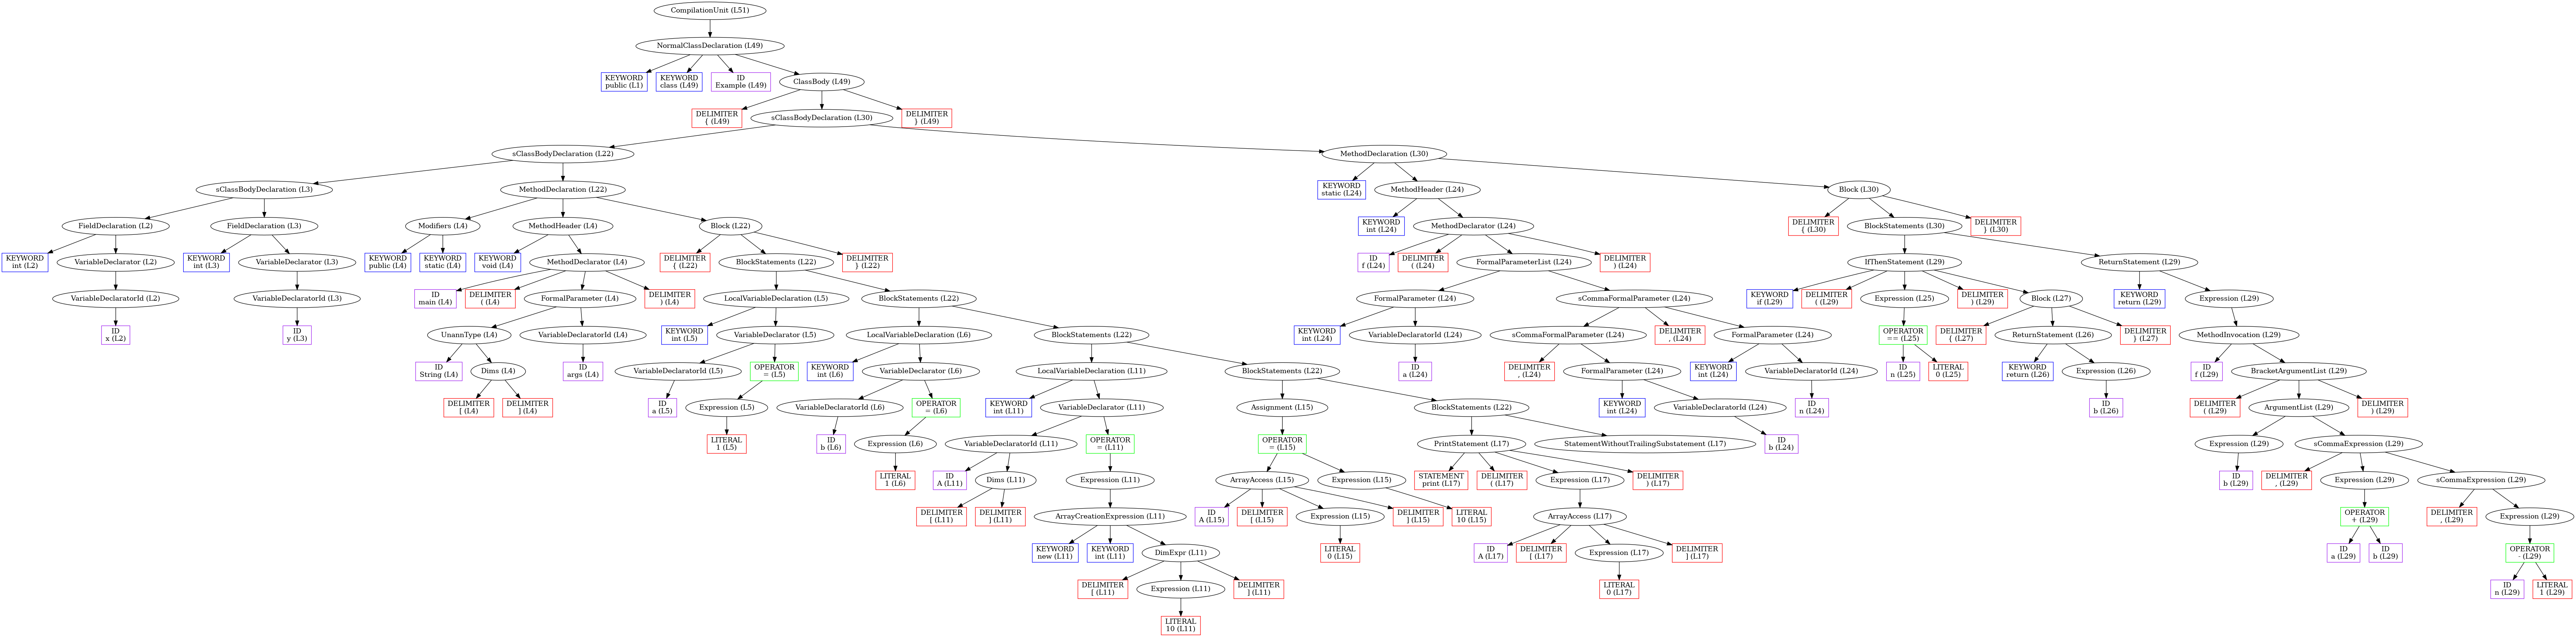 CompilationUnit (L51)
NormalClassDeclaration (L49)
KEYWORD
public (L1)
KEYWORD
class (L49)
ID
Example (L49)
ClassBody (L49)
DELIMITER
{ (L49)
sClassBodyDeclaration (L30)
DELIMITER
} (L49)
sClassBodyDeclaration (L22)
MethodDeclaration (L30)
sClassBodyDeclaration (L3)
MethodDeclaration (L22)
KEYWORD
static (L24)
MethodHeader (L24)
Block (L30)
FieldDeclaration (L2)
FieldDeclaration (L3)
Modifiers (L4)
MethodHeader (L4)
Block (L22)
KEYWORD
int (L24)
MethodDeclarator (L24)
DELIMITER
{ (L30)
BlockStatements (L30)
DELIMITER
} (L30)
KEYWORD
int (L2)
VariableDeclarator (L2)
KEYWORD
int (L3)
VariableDeclarator (L3)
KEYWORD
public (L4)
KEYWORD
static (L4)
KEYWORD
void (L4)
MethodDeclarator (L4)
DELIMITER
{ (L22)
BlockStatements (L22)
DELIMITER
} (L22)
ID
f (L24)
DELIMITER
( (L24)
FormalParameterList (L24)
DELIMITER
) (L24)
IfThenStatement (L29)
ReturnStatement (L29)
VariableDeclaratorId (L2)
VariableDeclaratorId (L3)
ID
main (L4)
DELIMITER
( (L4)
FormalParameter (L4)
DELIMITER
) (L4)
LocalVariableDeclaration (L5)
BlockStatements (L22)
FormalParameter (L24)
sCommaFormalParameter (L24)
KEYWORD
if (L29)
DELIMITER
( (L29)
Expression (L25)
DELIMITER
) (L29)
Block (L27)
KEYWORD
return (L29)
Expression (L29)
ID
x (L2)
ID
y (L3)
UnannType (L4)
VariableDeclaratorId (L4)
KEYWORD
int (L5)
VariableDeclarator (L5)
LocalVariableDeclaration (L6)
BlockStatements (L22)
KEYWORD
int (L24)
VariableDeclaratorId (L24)
sCommaFormalParameter (L24)
DELIMITER
, (L24)
FormalParameter (L24)
OPERATOR
== (L25)
DELIMITER
{ (L27)
ReturnStatement (L26)
DELIMITER
} (L27)
MethodInvocation (L29)
ID
String (L4)
Dims (L4)
ID
args (L4)
VariableDeclaratorId (L5)
OPERATOR
= (L5)
KEYWORD
int (L6)
VariableDeclarator (L6)
LocalVariableDeclaration (L11)
BlockStatements (L22)
ID
a (L24)
DELIMITER
, (L24)
FormalParameter (L24)
KEYWORD
int (L24)
VariableDeclaratorId (L24)
ID
n (L25)
LITERAL
0 (L25)
KEYWORD
return (L26)
Expression (L26)
ID
f (L29)
BracketArgumentList (L29)
DELIMITER
[ (L4)
DELIMITER
] (L4)
ID
a (L5)
Expression (L5)
VariableDeclaratorId (L6)
OPERATOR
= (L6)
KEYWORD
int (L11)
VariableDeclarator (L11)
Assignment (L15)
BlockStatements (L22)
KEYWORD
int (L24)
VariableDeclaratorId (L24)
ID
n (L24)
ID
b (L26)
DELIMITER
( (L29)
ArgumentList (L29)
DELIMITER
) (L29)
LITERAL
1 (L5)
ID
b (L6)
Expression (L6)
VariableDeclaratorId (L11)
OPERATOR
= (L11)
OPERATOR
= (L15)
PrintStatement (L17)
StatementWithoutTrailingSubstatement (L17)
ID
b (L24)
Expression (L29)
sCommaExpression (L29)
LITERAL
1 (L6)
ID
A (L11)
Dims (L11)
Expression (L11)
ArrayAccess (L15)
Expression (L15)
STATEMENT
print (L17)
DELIMITER
( (L17)
Expression (L17)
DELIMITER
) (L17)
ID
b (L29)
DELIMITER
, (L29)
Expression (L29)
sCommaExpression (L29)
DELIMITER
[ (L11)
DELIMITER
] (L11)
ArrayCreationExpression (L11)
ID
A (L15)
DELIMITER
[ (L15)
Expression (L15)
DELIMITER
] (L15)
LITERAL
10 (L15)
ArrayAccess (L17)
OPERATOR
+ (L29)
DELIMITER
, (L29)
Expression (L29)
KEYWORD
new (L11)
KEYWORD
int (L11)
DimExpr (L11)
LITERAL
0 (L15)
ID
A (L17)
DELIMITER
[ (L17)
Expression (L17)
DELIMITER
] (L17)
ID
a (L29)
ID
b (L29)
OPERATOR
- (L29)
DELIMITER
[ (L11)
Expression (L11)
DELIMITER
] (L11)
LITERAL
0 (L17)
ID
n (L29)
LITERAL
1 (L29)
LITERAL
10 (L11)